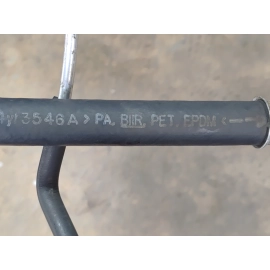 3546A >PA, BIIR, PET, EPDM<